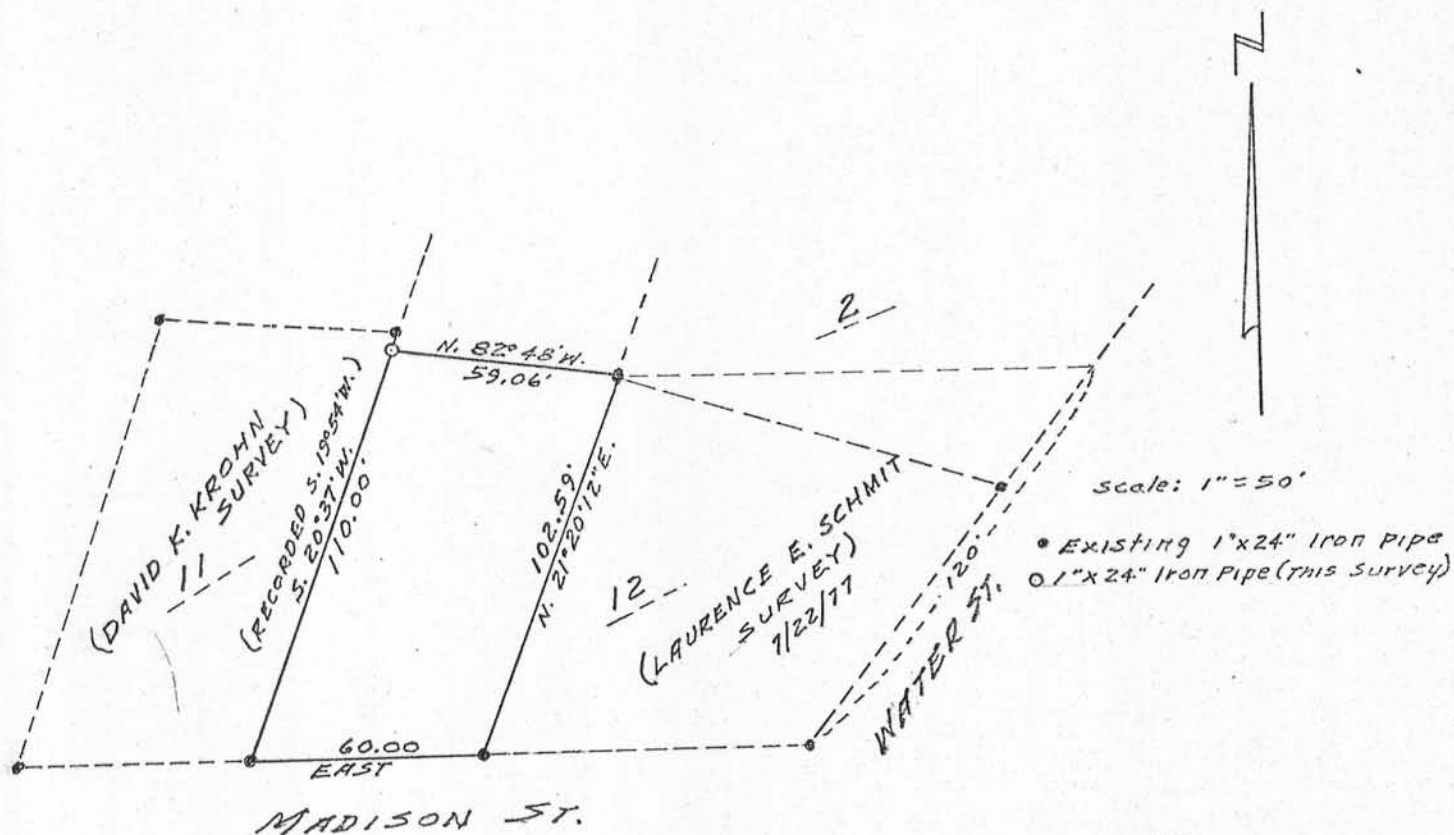 N
2
N. 82° 48' W.
59.06'
(DAVID K. KROHN
SURVEY)
11
(RECORDED S. 19°54' W.)
S. 20°37' W.
110.00'
102.59'
N. 21°20'12" E.
12
(LAURENCE E. SCHMIT
SURVEY)
7/22/77
120'
WATER ST.
Scale: 1" = 50'
Existing 1"x24" Iron Pipe
1"x24" Iron Pipe (This Survey)
60.00
EAST
MADISON ST.